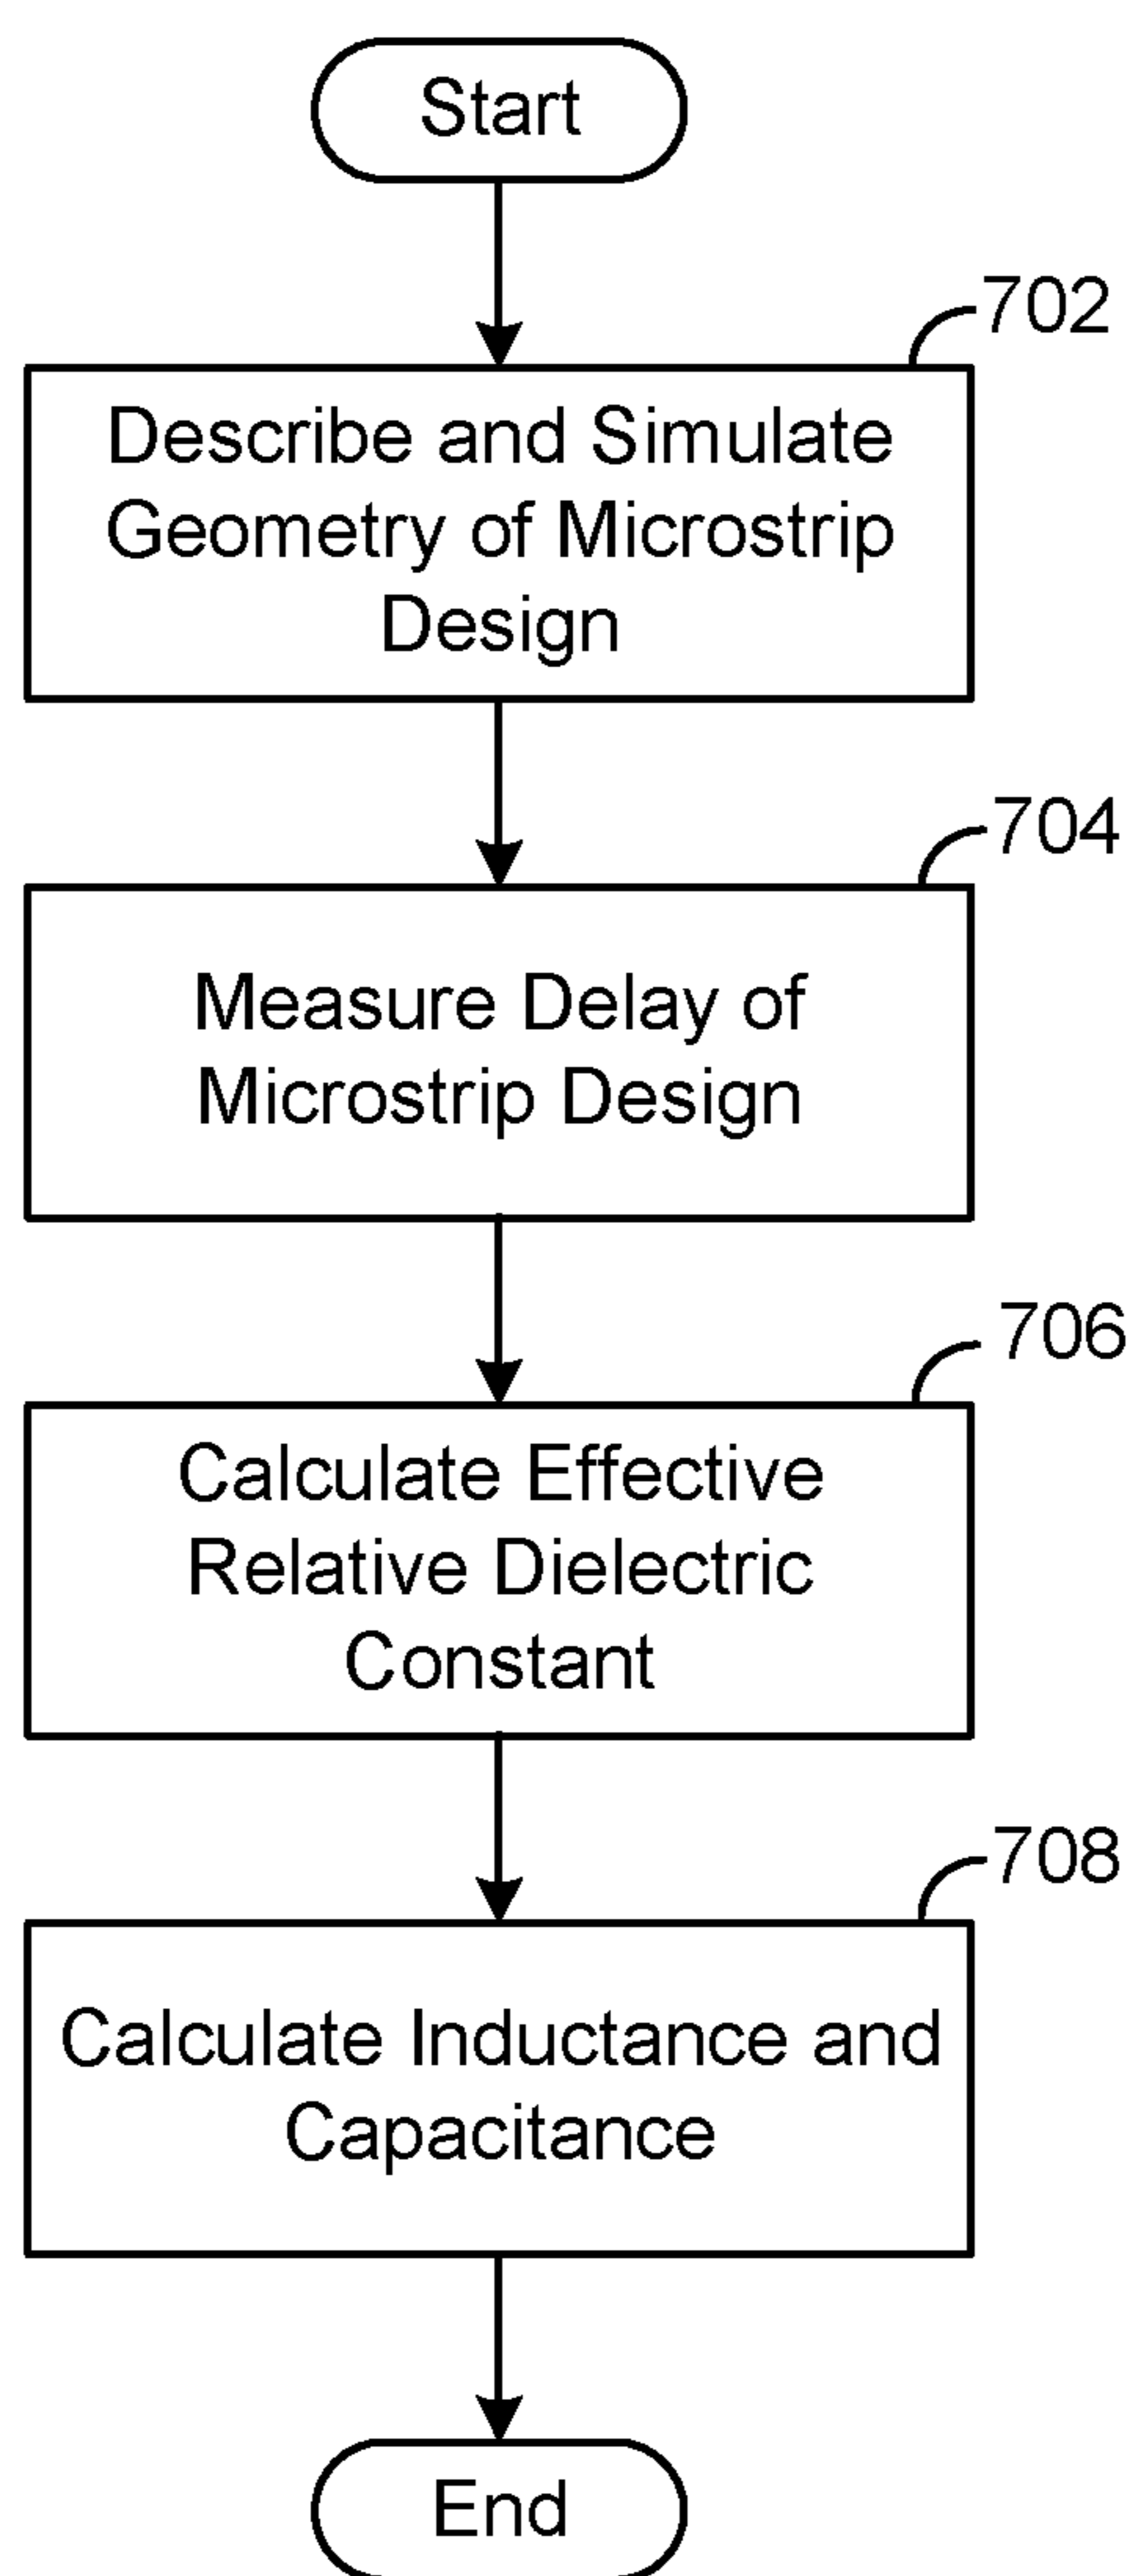 Start
702
Describe and Simulate
Geometry of Microstrip
Design
704
Measure Delay of
Microstrip Design
706
Calculate Effective
Relative Dielectric
Constant
708
Calculate Inductance and
Capacitance
End